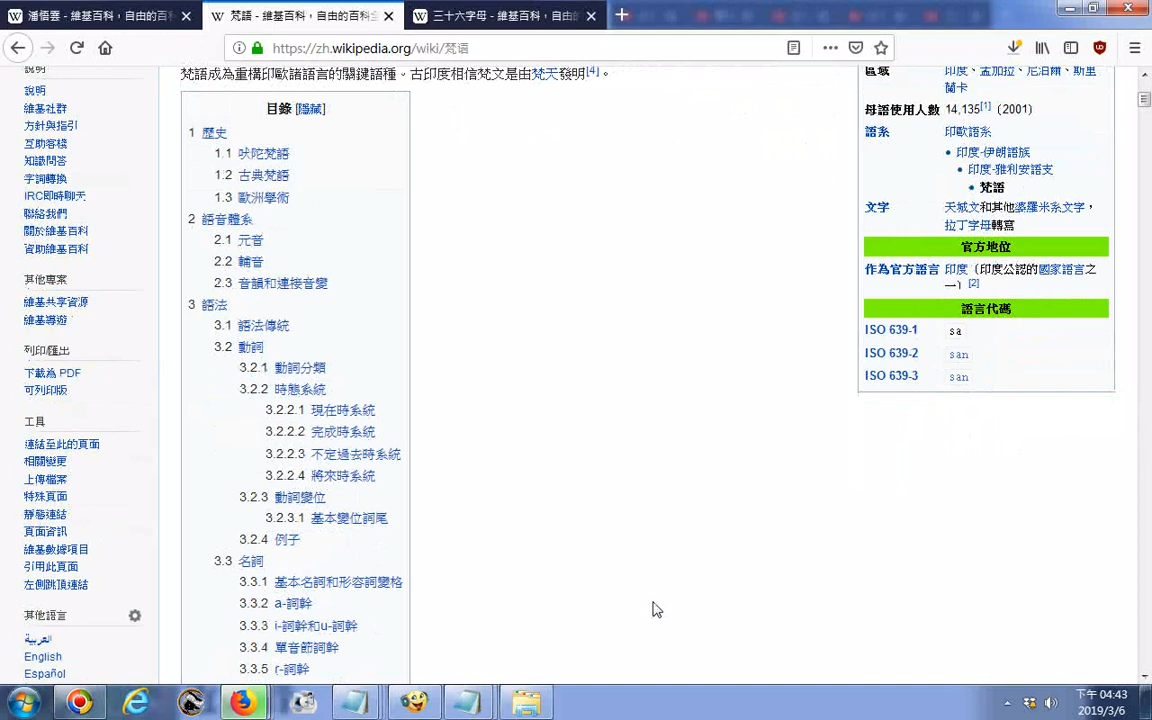 潘悟雲 - 維基百科，自由的百
梵語 - 維基百科，自由的百科
三十六字母 - 維基百科，自由
https://zh.wikipedia.org/wiki/梵语
梵語成為重構印歐諸語言的關鍵語種。古印度相信梵文是由梵天發明[4]。
說明
說明
維基社群
方針與指引
互助客棧
知識問答
字詞轉換
IRC即時聊天
聯絡我們
關於維基百科
資助維基百科
其他專案
維基共享資源
維基導遊
列印/匯出
下載為 PDF
可列印版
工具
連結至此的頁面
相關變更
上傳檔案
特殊頁面
靜態連結
頁面資訊
維基數據項目
引用此頁面
左側跳頂連結
其他語言
العربية
English
Español
目錄 [隱藏]
1 歷史
1.1 吠陀梵語
1.2 古典梵語
1.3 歐洲學術
2 語音體系
2.1 元音
2.2 輔音
2.3 音韻和連接音變
3 語法
3.1 語法傳統
3.2 動詞
3.2.1 動詞分類
3.2.2 時態系統
3.2.2.1 現在時系統
3.2.2.2 完成時系統
3.2.2.3 不定過去時系統
3.2.2.4 將來時系統
3.2.3 動詞變位
3.2.3.1 基本變位詞尾
3.2.4 例子
3.3 名詞
3.3.1 基本名詞和形容詞變格
3.3.2 a-詞幹
3.3.3 i-詞幹和u-詞幹
3.3.4 單音節詞幹
3.3.5 ṛ-詞幹
區域 印度、孟加拉、尼泊爾、斯里
蘭卡
母語使用人數 14,135[1] (2001)
語系 印歐語系
• 印度-伊朗語族
• 印度-雅利安語支
• 梵語
文字 天城文和其他婆羅米系文字，
拉丁字母轉寫
官方地位
作為官方語言 印度（印度公認的國家語言之
一）[2]
語言代碼
ISO 639-1 sa
ISO 639-2 san
ISO 639-3 san
下午 04:43
2019/3/6